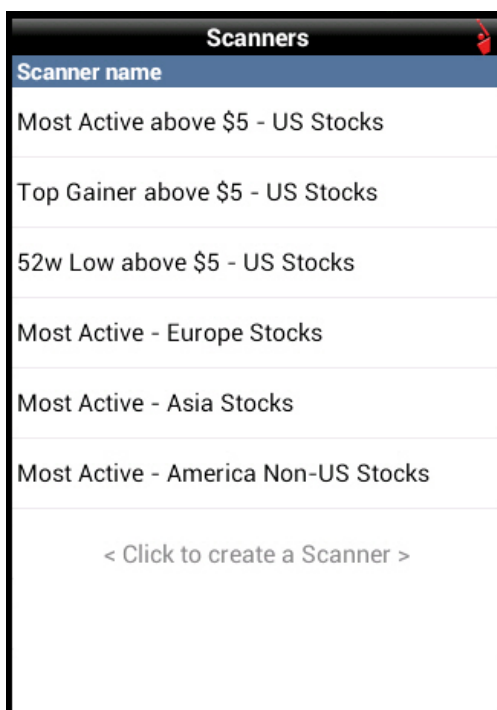 Scanners
Scanner name
Most Active above $5 - US Stocks
Top Gainer above $5 - US Stocks
52w Low above $5 - US Stocks
Most Active - Europe Stocks
Most Active - Asia Stocks
Most Active - America Non-US Stocks
< Click to create a Scanner >